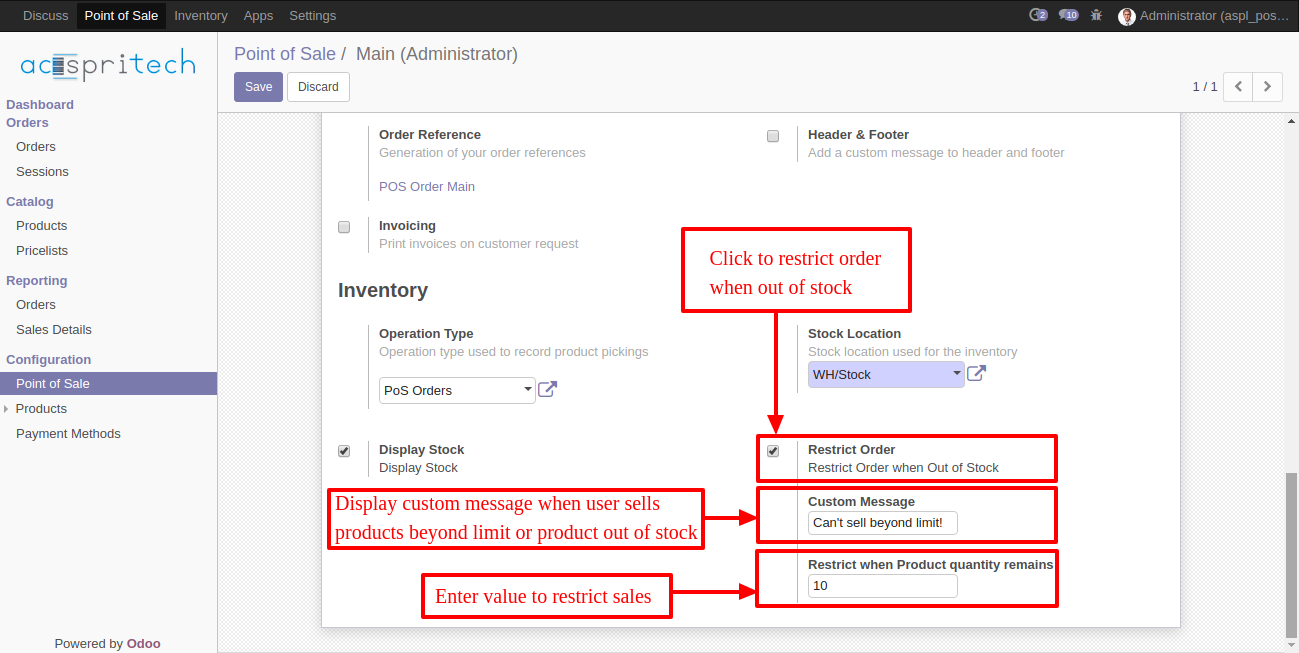 Discuss Point of Sale Inventory Apps Settings 2 10 Administrator (aspl_pos…
acespritech
Dashboard
Orders
Orders
Sessions
Catalog
Products
Pricelists
Reporting
Orders
Sales Details
Configuration
Point of Sale
Products
Payment Methods
Powered by Odoo
Point of Sale / Main (Administrator)
Save Discard 1 / 1
Order Reference
Generation of your order references
POS Order Main
Header & Footer
Add a custom message to header and footer
Invoicing
Print invoices on customer request
Click to restrict order
when out of stock
Inventory
Operation Type
Operation type used to record product pickings
PoS Orders
Stock Location
Stock location used for the inventory
WH/Stock
Display Stock
Display Stock
Restrict Order
Restrict Order when Out of Stock
Display custom message when user sells
products beyond limit or product out of stock
Custom Message
Can't sell beyond limit!
Enter value to restrict sales
Restrict when Product quantity remains
10